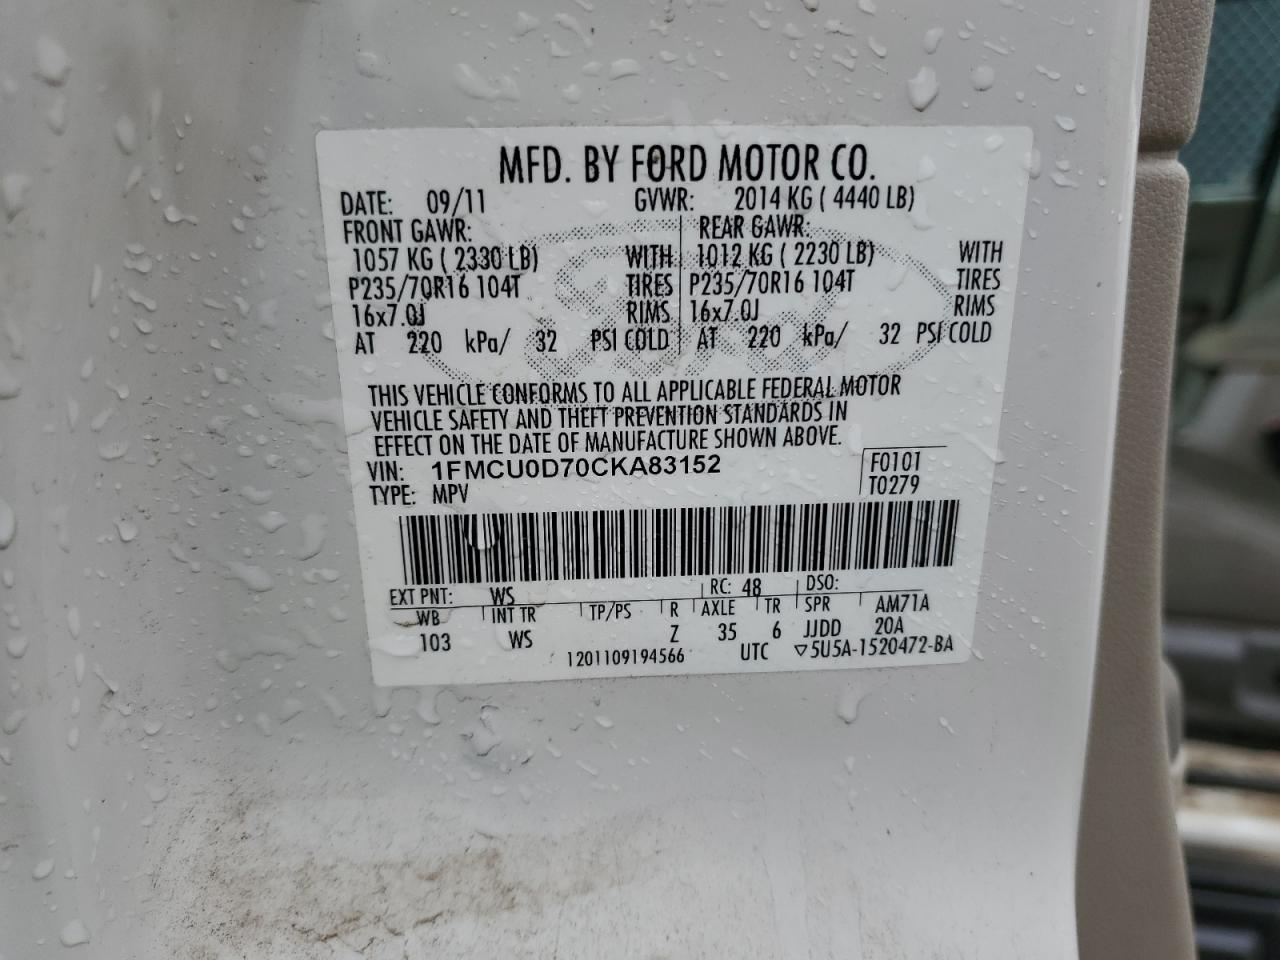 MFD. BY FORD MOTOR CO.
DATE: 09/11 GVWR: 2014 KG ( 4440 LB)
FRONT GAWR: REAR GAWR:
1057 KG ( 2330 LB) WITH 1012 KG ( 2230 LB) WITH
P235/70R16 104T TIRES P235/70R16 104T TIRES
16x7.0J RIMS 16x7.0J RIMS
AT 220 kPa/ 32 PSI COLD AT 220 kPa/ 32 PSI COLD
THIS VEHICLE CONFORMS TO ALL APPLICABLE FEDERAL MOTOR
VEHICLE SAFETY AND THEFT PREVENTION STANDARDS IN
EFFECT ON THE DATE OF MANUFACTURE SHOWN ABOVE.
VIN: 1FMCU0D70CKA83152 F0101
TYPE: MPV T0279
EXT PNT: WS RC: 48 DSO:
WB INT TR TP/PS R AXLE TR SPR AM71A
103 WS Z 35 6 JJDD 20A
1201109194566 UTC ▽5U5A-1520472-BA